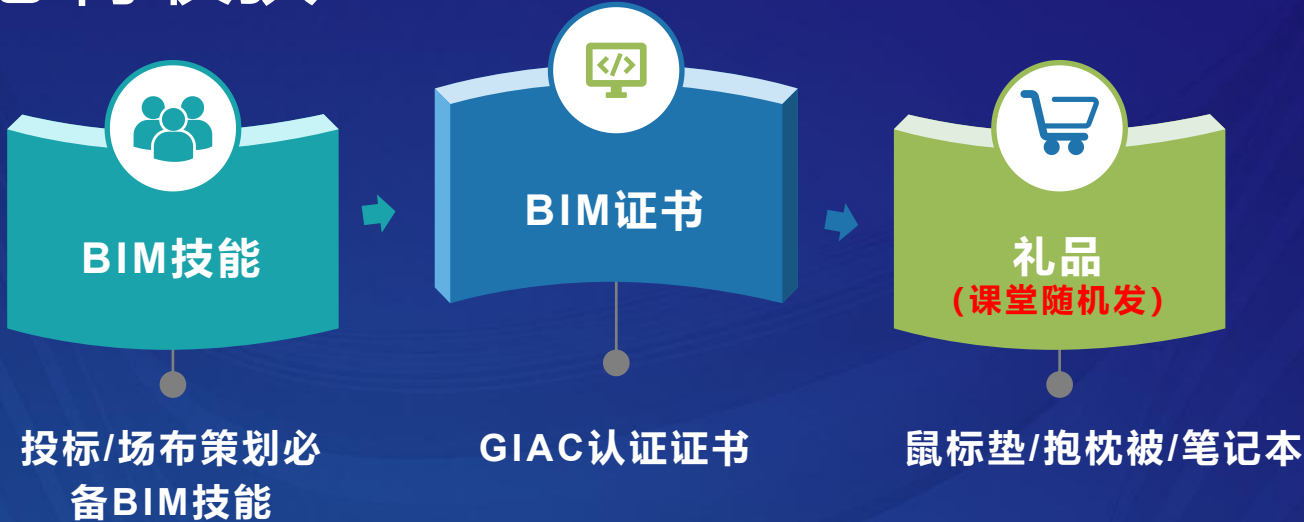 BIM技能
BIM证书
礼品
(课堂随机发)
投标/场布策划必
备BIM技能
GIAC认证证书
鼠标垫/抱枕被/笔记本